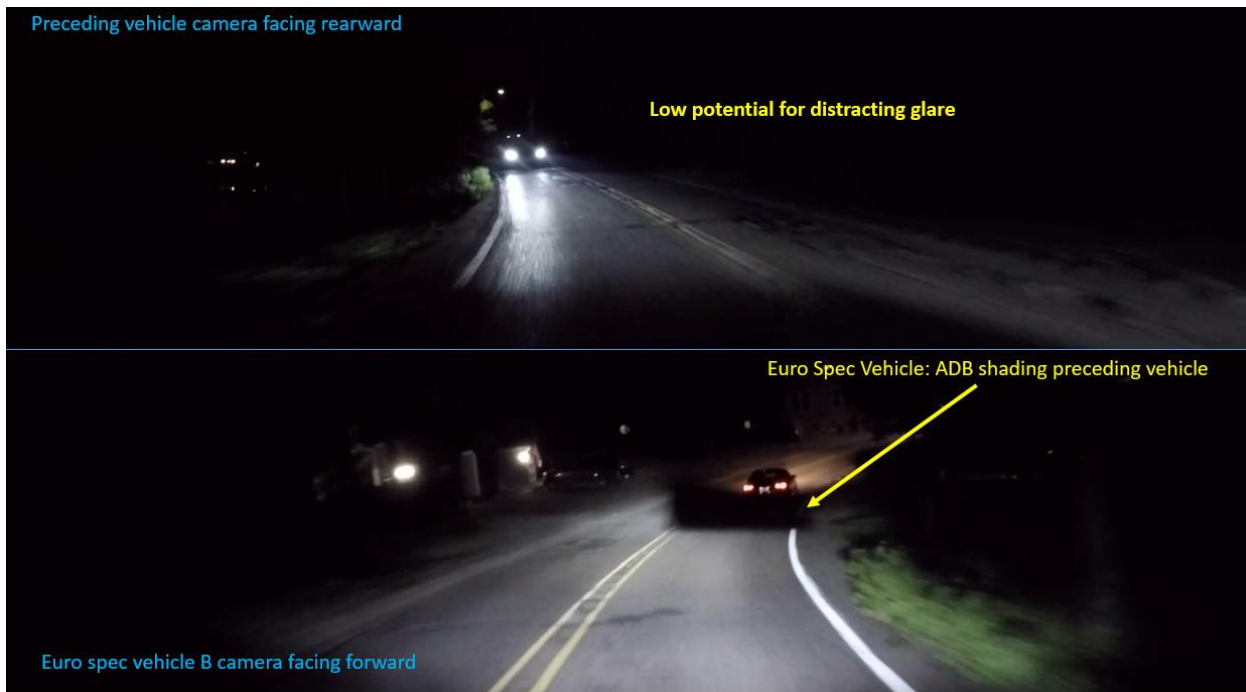 Preceding vehicle camera facing rearward
Low potential for distracting glare
Euro Spec Vehicle: ADB shading preceding vehicle
Euro spec vehicle B camera facing forward